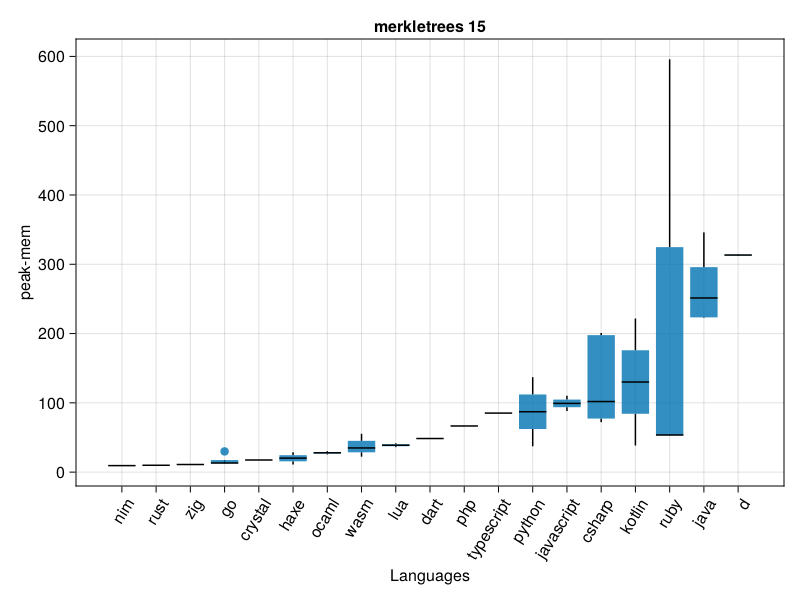 merkletrees 15
600
500
400
300
200
100
0
peak-mem
nim
rust
zig
go
crystal
haxe
ocaml
wasm
lua
dart
php
typescript
python
javascript
csharp
kotlin
ruby
java
d
Languages